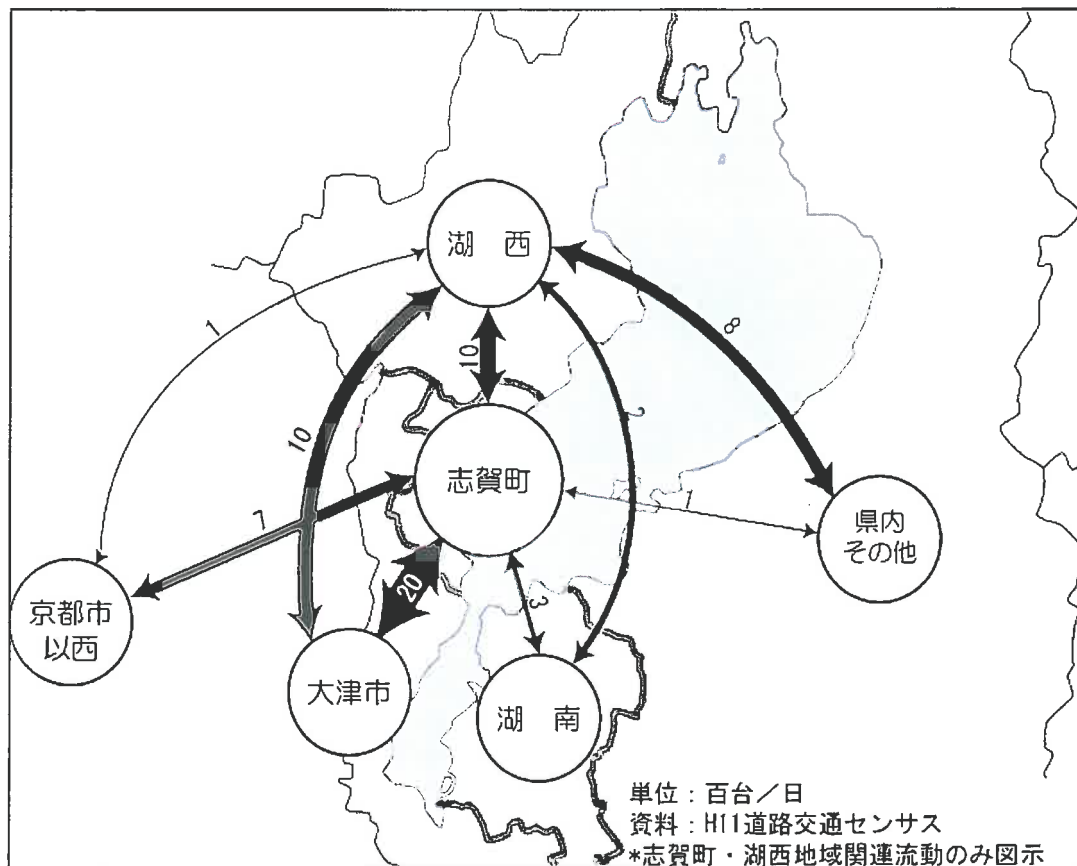 湖 西
1
8
10
10
2
志賀町
7
1
県内
その他
20
3
京都市
以西
大津市
湖 南
単位：百台／日
資料：H11道路交通センサス
*志賀町・湖西地域関連流動のみ図示